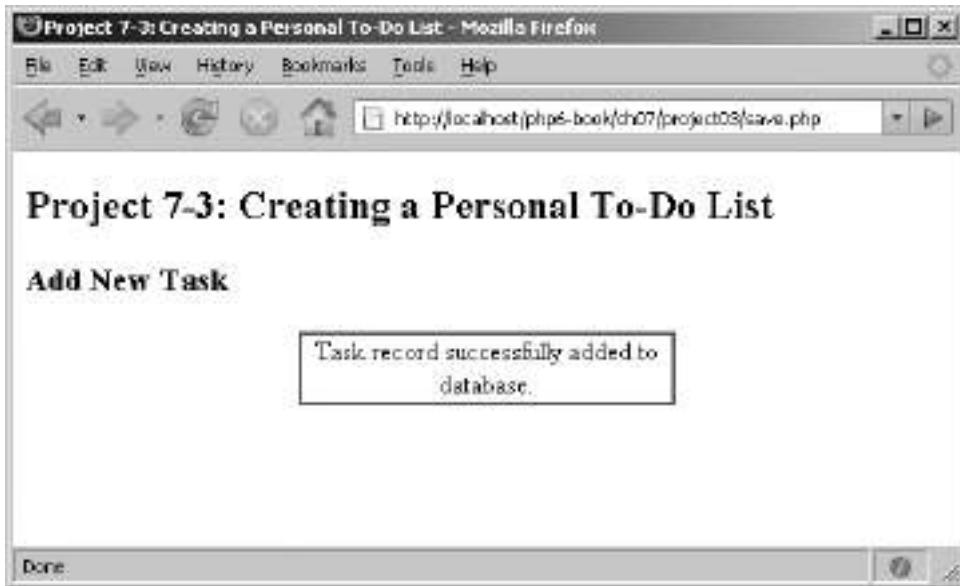 Project 7-3: Creating a Personal To-Do List - Mozilla Firefox
File Edit View History Bookmarks Tools Help
http://localhost/php6-book/ch07/project03/save.php
Project 7-3: Creating a Personal To-Do List
Add New Task
Task record successfully added to
database.
Done